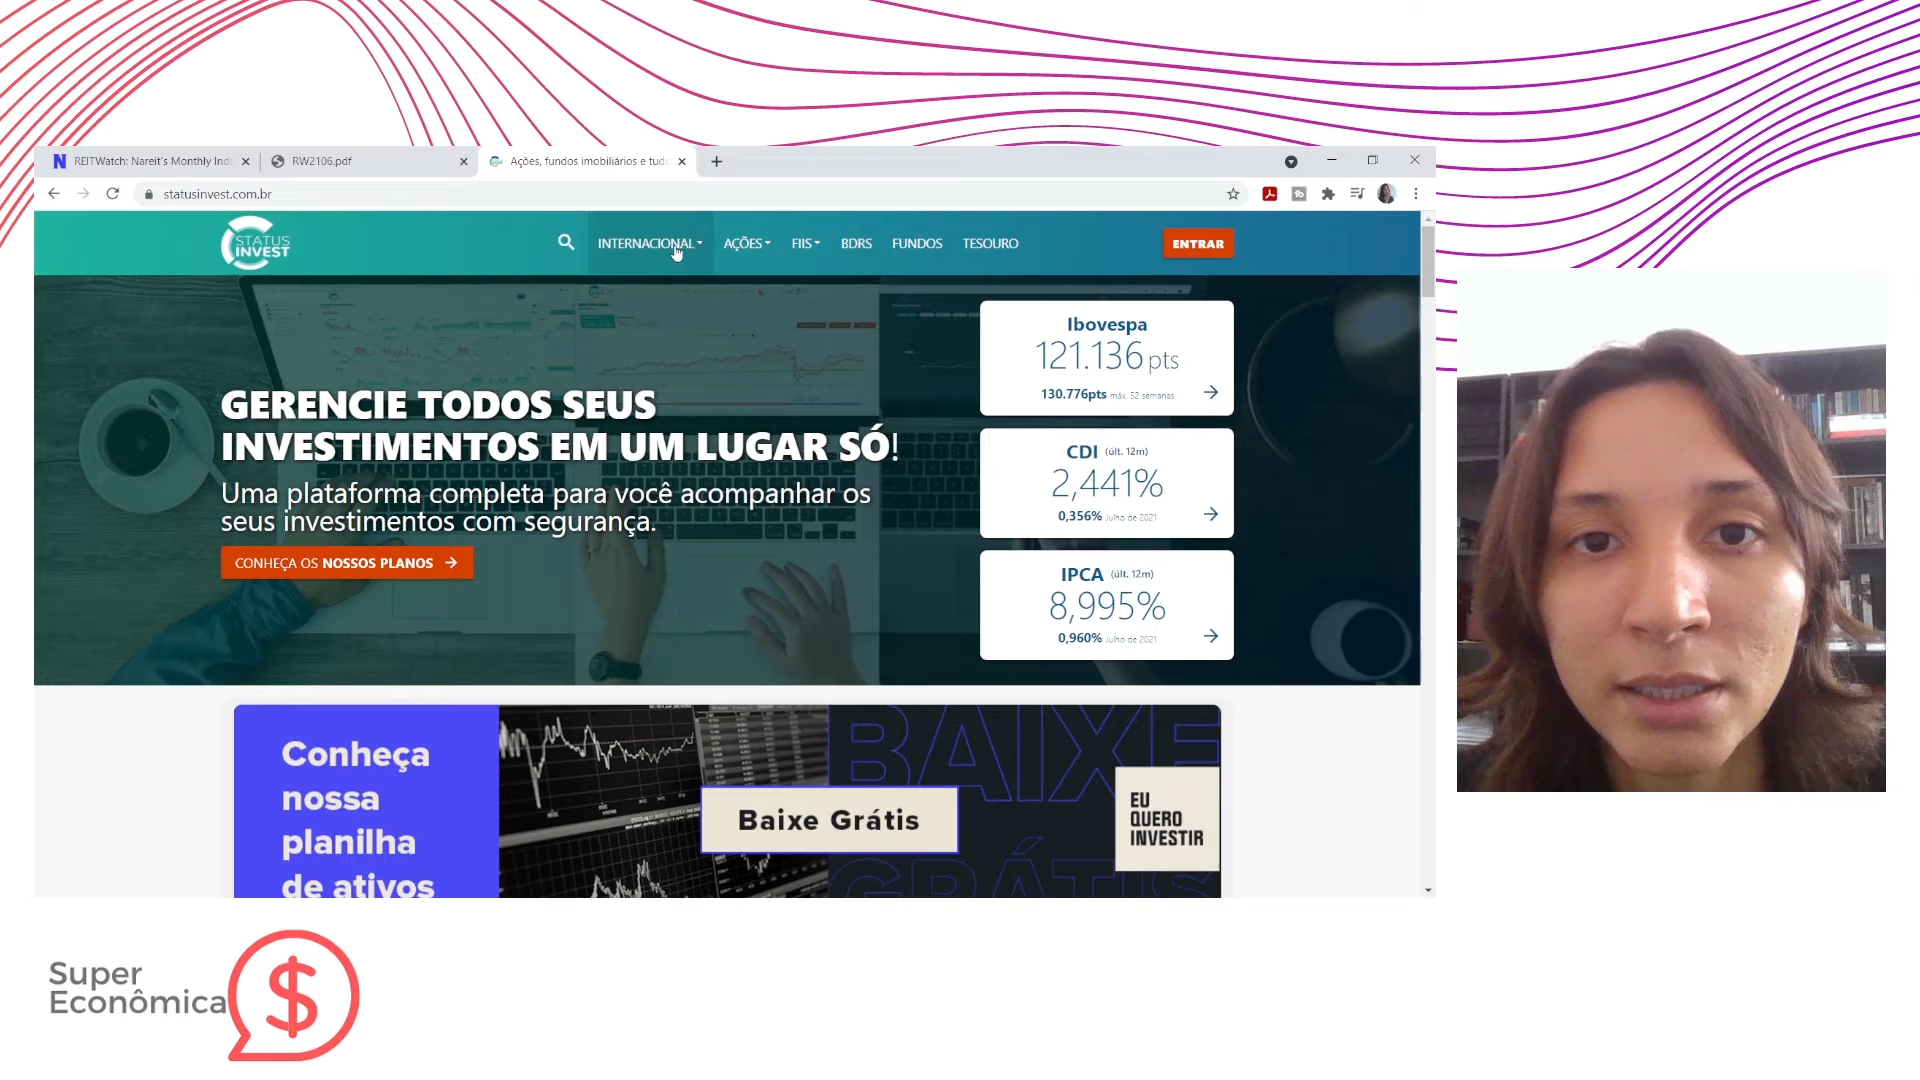 REITWatch: Nareit's Monthly Indu
RW2106.pdf
Ações, fundos imobiliários e tudo
statusinvest.com.br
STATUS
INVEST
INTERNACIONAL
AÇÕES
FIIS
BDRS
FUNDOS
TESOURO
ENTRAR
GERENCIE TODOS SEUS
INVESTIMENTOS EM UM LUGAR SÓ!
Uma plataforma completa para você acompanhar os
seus investimentos com segurança.
CONHEÇA OS NOSSOS PLANOS
Ibovespa
121.136 pts
130.776pts máx. 52 semanas
CDI (últ. 12m)
2,441%
0,356% Julho de 2021
IPCA (últ. 12m)
8,995%
0,960% Julho de 2021
Conheça
nossa
planilha
de ativos
BAIXE
Baixe Grátis
GRÁTIS
EU
QUERO
INVESTIR
Super
Econômica
$